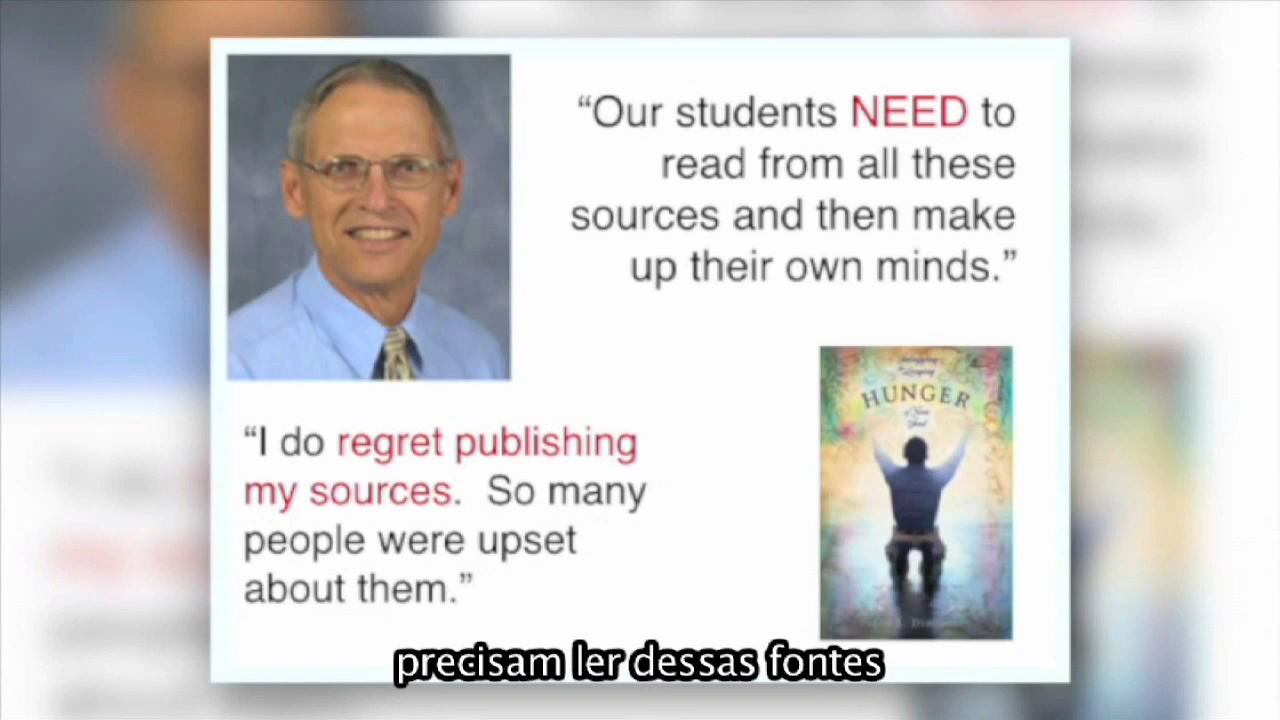 “Our students NEED to
read from all these
sources and then make
up their own minds.”
HUNGER
“I do regret publishing
my sources. So many
people were upset
about them.”
precisam ler dessas fontes